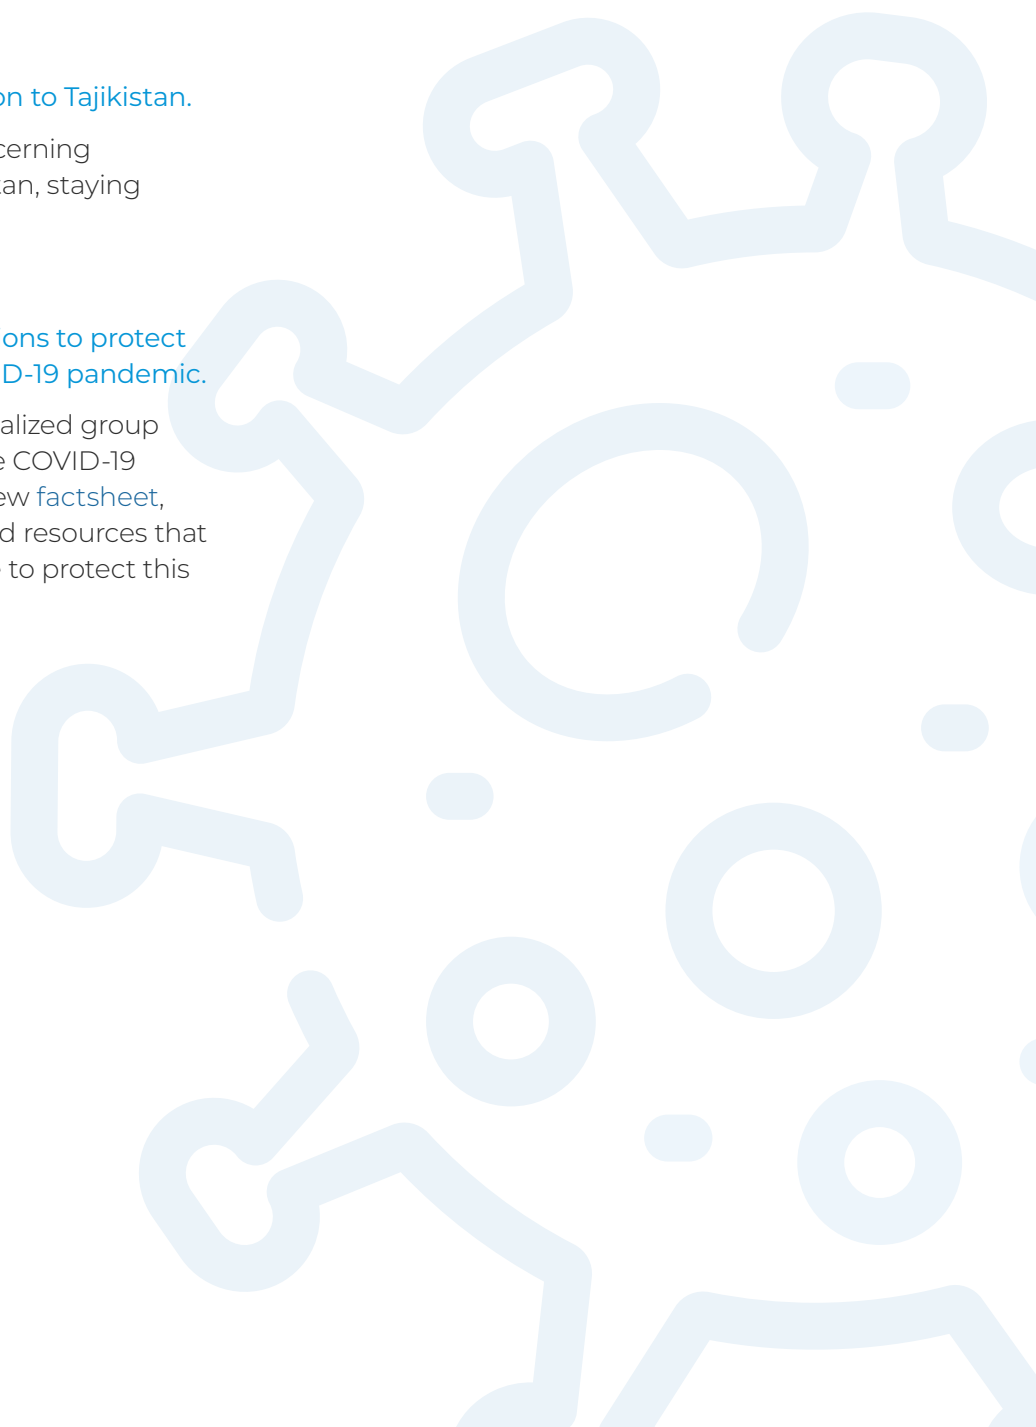 on to Tajikistan.
cerning
tan, staying
ions to protect
D-19 pandemic.
alized group
e COVID-19
ew factsheet,
d resources that
to protect this